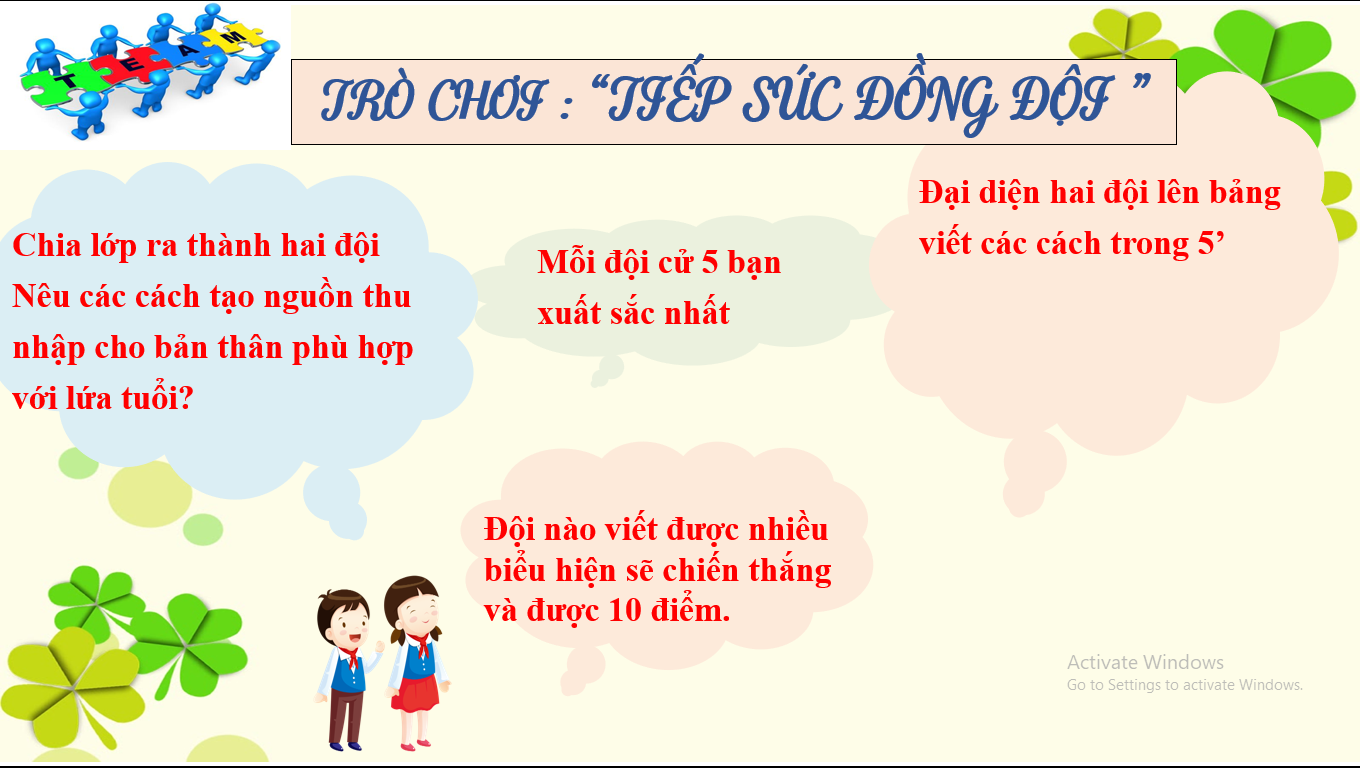 TEAM
TRÒ CHƠI : “TIẾP SỨC ĐỒNG ĐỘI ”
Chia lớp ra thành hai đội
Nêu các cách tạo nguồn thu
nhập cho bản thân phù hợp
với lứa tuổi?
Mỗi đội cử 5 bạn
xuất sắc nhất
Đại diện hai đội lên bảng
viết các cách trong 5’
Đội nào viết được nhiều
biểu hiện sẽ chiến thắng
và được 10 điểm.
Activate Windows
Go to Settings to activate Windows.